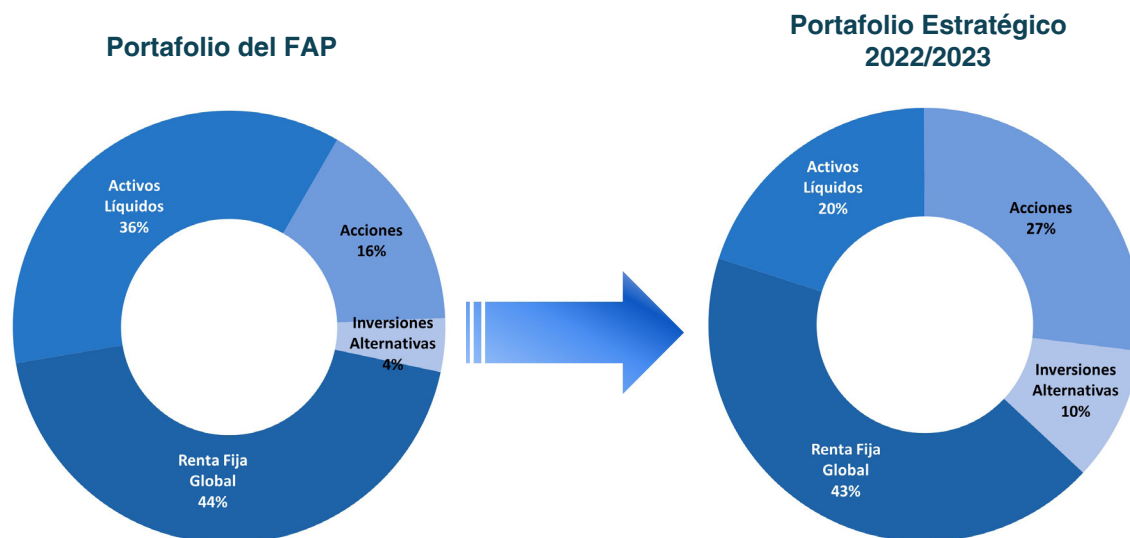 Portafolio del FAP
Activos
Líquidos
36%
Acciones
16%
Inversiones
Alternativas
4%
Renta Fija
Global
44%
Portafolio Estratégico
2022/2023
Activos
Líquidos
20%
Acciones
27%
Inversiones
Alternativas
10%
Renta Fija
Global
43%